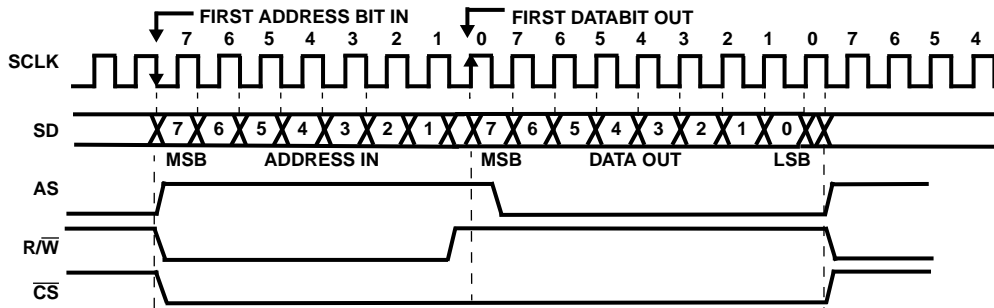 FIRST ADDRESS BIT IN FIRST DATABIT OUT
7 6 5 4 3 2 1 0 7 6 5 4 3 2 1 0 7 6 5 4
SCLK
SD 7 6 5 4 3 2 1 7 6 5 4 3 2 1 0
MSB ADDRESS IN MSB DATA OUT LSB
AS
R/W̅
C̅S̅